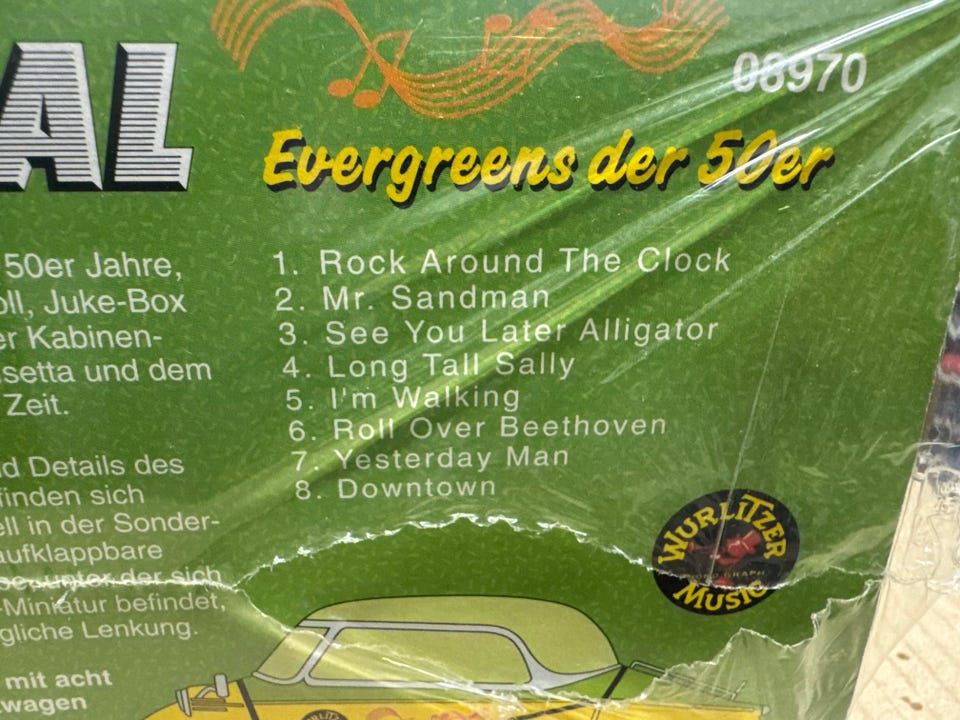 AL
08970
Evergreens der 50er
50er Jahre,
oll, Juke-Box
er Kabinen-
setta und dem
Zeit.
d Details des
finden sich
ell in der Sonder-
aufklappbare
der sich
-Miniatur befindet,
gliche Lenkung.
mit acht
wagen
1. Rock Around The Clock
2. Mr. Sandman
3. See You Later Alligator
4. Long Tall Sally
5. I'm Walking
6. Roll Over Beethoven
7. Yesterday Man
8. Downtown
WURLITZER
MUSIC